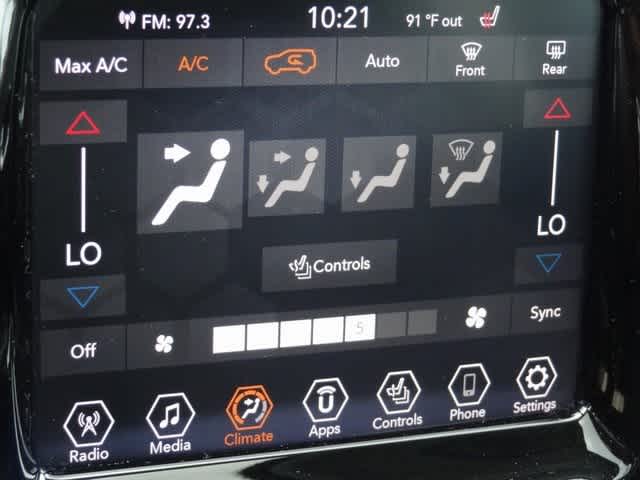 FM: 97.3 10:21 91 °F out
Max A/C A/C Auto Front Rear
LO LO
Controls
5
Off Sync
Radio Media Climate Apps Controls Phone Settings